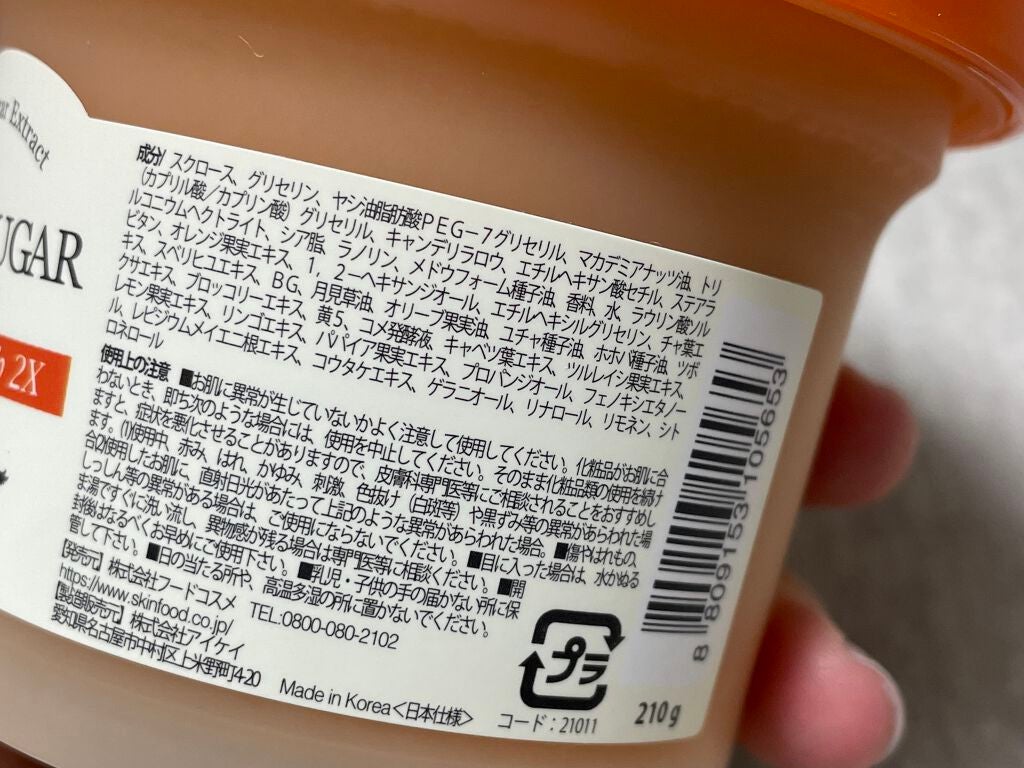 Extract
UGAR
2X
成分/ スクロース、グリセリン、ヤシ油脂肪酸ＰＥＧ－７グリセリル、マカデミアナッツ油、トリ
（カプリル酸／カプリン酸）グリセリル、キャンデリラロウ、エチルヘキサン酸セチル、ステアラ
ルコニウムヘクトライト、シア脂、ラノリン、メドウフォーム種子油、香料、水、ラウリン酸ソル
ビタン、オレンジ果実エキス、１，２－ヘキサンジオール、エチルヘキシルグリセリン、チャ葉エ
キス、スベリヒユエキス、ＢＧ、月見草油、オリーブ果実油、ユチャ種子油、ホホバ種子油、ツボ
クサエキス、ブロッコリーエキス、黄５、コメ発酵液、キャベツ葉エキス、ツルレイシ果実エキス、
レモン果実エキス、リンゴエキス、パパイア果実エキス、プロパンジオール、フェノキシエタノー
ル、レピジウムメイエニ根エキス、コウタケエキス、ゲラニオール、リナロール、リモネン、シト
ロネロール
使用上の注意 ■お肌に異常が生じていないかよく注意して使用してください。化粧品がお肌に合
わないとき、即ち次のような場合には、使用を中止してください。そのまま化粧品類の使用を続け
ますと、症状を悪化させることがありますので、皮膚科専門医等にご相談されることをおすすめし
ます。(1)使用中、赤み、はれ、かゆみ、刺激、色抜け（白斑等）や黒ずみ等の異常があらわれた場
合(2)使用したお肌に、直射日光があたって上記のような異常があらわれた場合。■傷やはれもの、
しっしん等の異常がある場合は、ご使用にならないでください。■目に入った場合は、水かぬる
ま湯ですぐに洗い流し、異物感が残る場合は専門医等に相談ください。■開
封後はなるべくお早めにご使用下さい。■乳児・子供の手の届かない所に保
管して下さい。■日の当たる所や、高温多湿の所に置かないでください。
[発売元] 株式会社フードコスメ
https://www.skinfood.co.jp/ TEL:0800-080-2102
[製造販売元] 株式会社アイケイ
愛知県名古屋市中村区上米野町4-20 Made in Korea＜日本仕様＞
プラ
コード：21011
210g
8 809153 105653